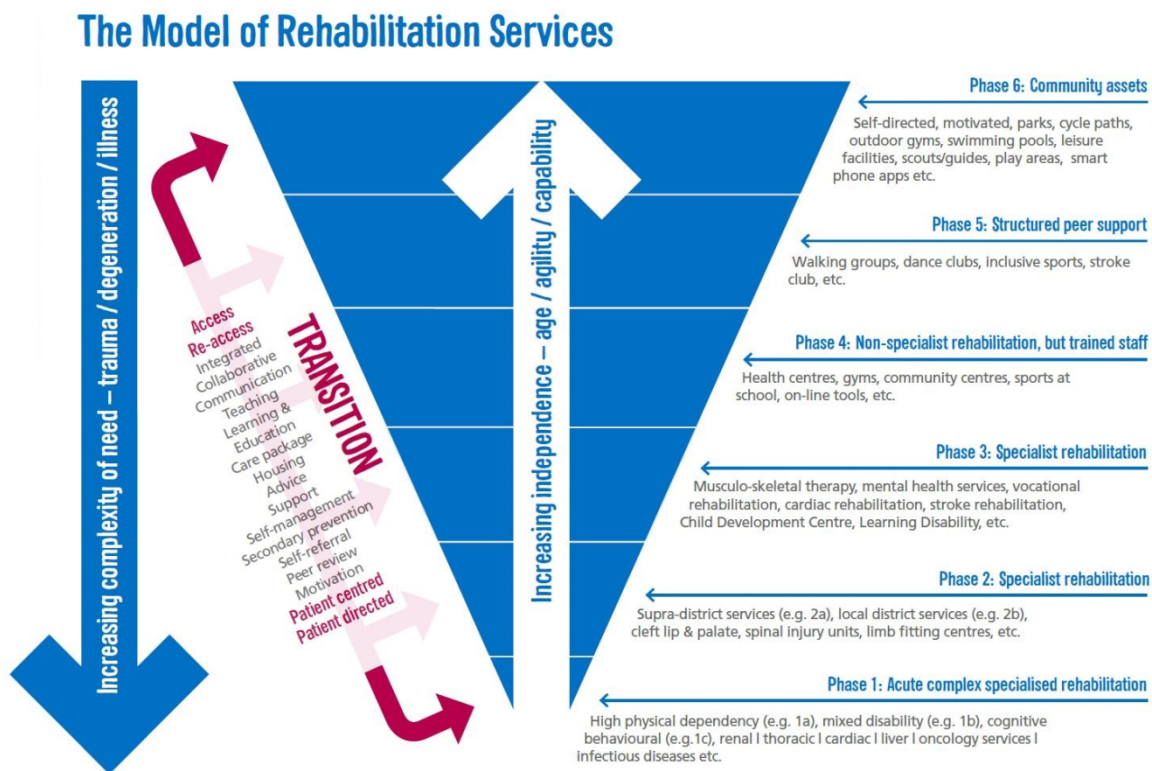 The Model of Rehabilitation Services
Increasing complexity of need – trauma / degeneration / illness
Access
Re-access
Integrated
Collaborative
Communication
Teaching
Learning &
Education
Care package
Housing
Advice
Support
Self-management
Secondary prevention
Self-referral
Peer review
Motivation
Patient centred
Patient directed
TRANSITION
Increasing independence – age / agility / capability
Phase 6: Community assets
Self-directed, motivated, parks, cycle paths,
outdoor gyms, swimming pools, leisure
facilities, scouts/guides, play areas, smart
phone apps etc.
Phase 5: Structured peer support
Walking groups, dance clubs, inclusive sports, stroke
club, etc.
Phase 4: Non-specialist rehabilitation, but trained staff
Health centres, gyms, community centres, sports at
school, on-line tools, etc.
Phase 3: Specialist rehabilitation
Musculo-skeletal therapy, mental health services, vocational
rehabilitation, cardiac rehabilitation, stroke rehabilitation,
Child Development Centre, Learning Disability, etc.
Phase 2: Specialist rehabilitation
Supra-district services (e.g. 2a), local district services (e.g. 2b),
cleft lip & palate, spinal injury units, limb fitting centres, etc.
Phase 1: Acute complex specialised rehabilitation
High physical dependency (e.g. 1a), mixed disability (e.g. 1b), cognitive
behavioural (e.g.1c), renal l thoracic l cardiac l liver l oncology services l
infectious diseases etc.